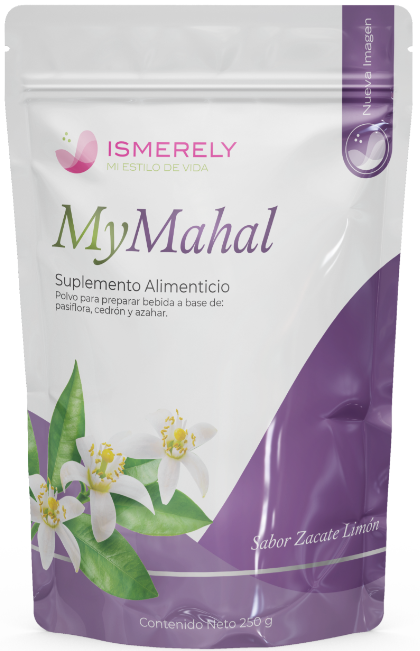 Nueva Imagen
ISMERELY
MI ESTILO DE VIDA
MyMahal
Suplemento Alimenticio
Polvo para preparar bebida a base de:
pasiflora, cedrón y azahar.
Sabor Zacate Limón
Contenido Neto 250 g